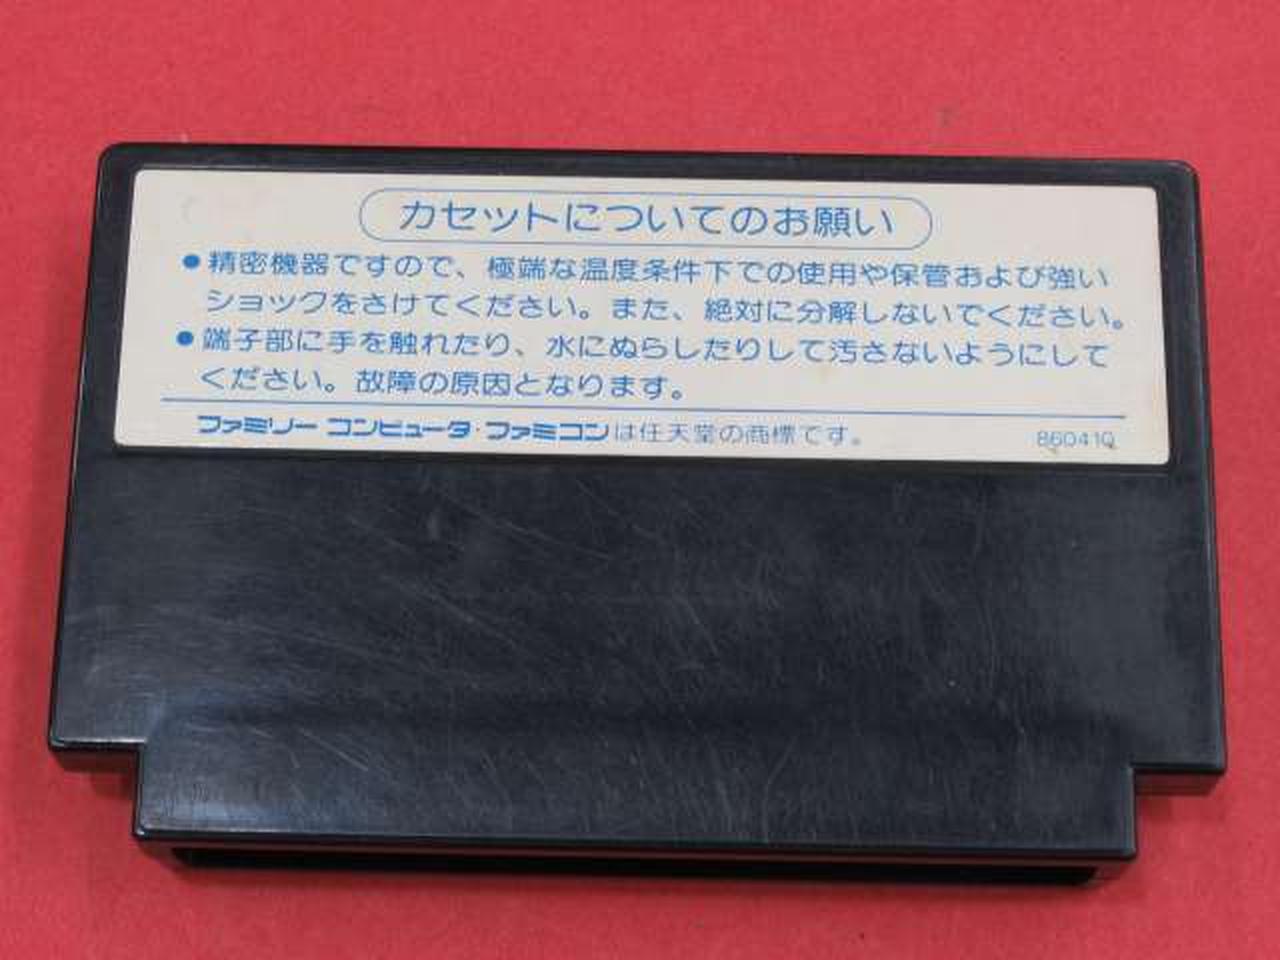 カセットについてのお願い
●精密機器ですので、極端な温度条件下での使用や保管および強い
ショックをさけてください。また、絶対に分解しないでください。
●端子部に手を触れたり、水にぬらしたりして汚さないようにして
ください。故障の原因となります。
ファミリー コンピュータ・ファミコンは任天堂の商標です。 86041Q